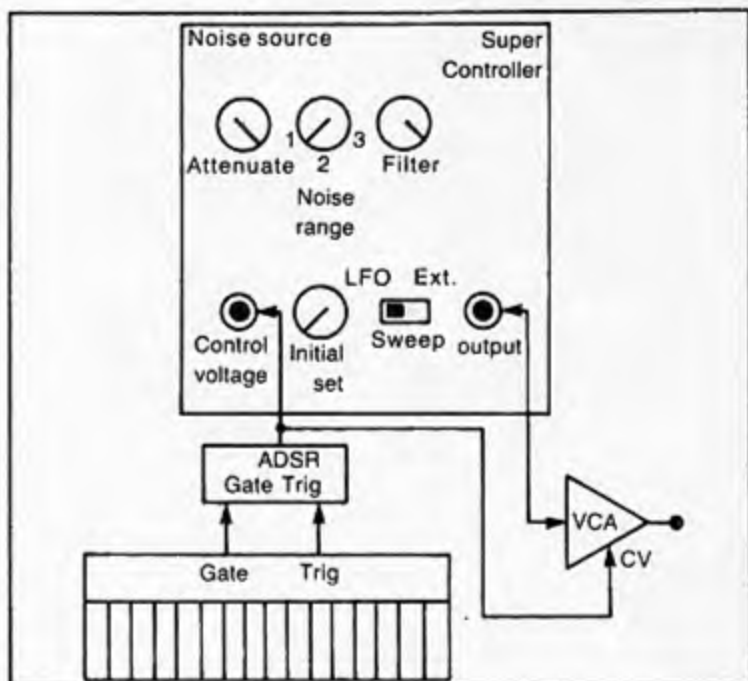 Noise source
Super
Controller
1
3
Attenuate
2
Filter
Noise
range
LFO Ext.
Control
voltage
Initial
set
Sweep
output
ADSR
Gate Trig
VCA
CV
Gate Trig